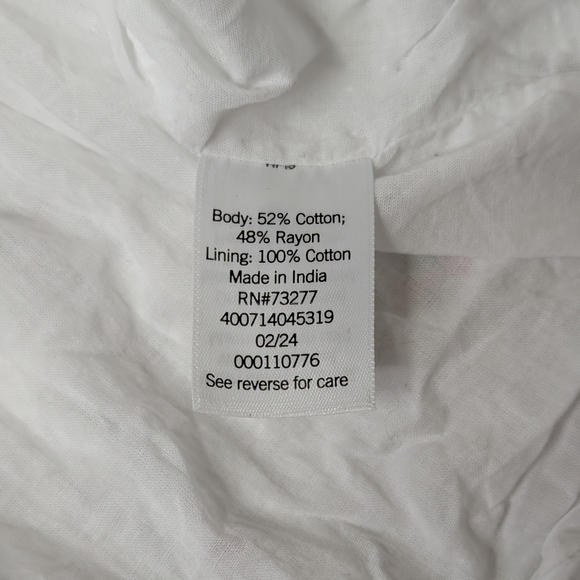 Body: 52% Cotton;
48% Rayon
Lining: 100% Cotton
Made in India
RN#73277
400714045319
02/24
000110776
See reverse for care